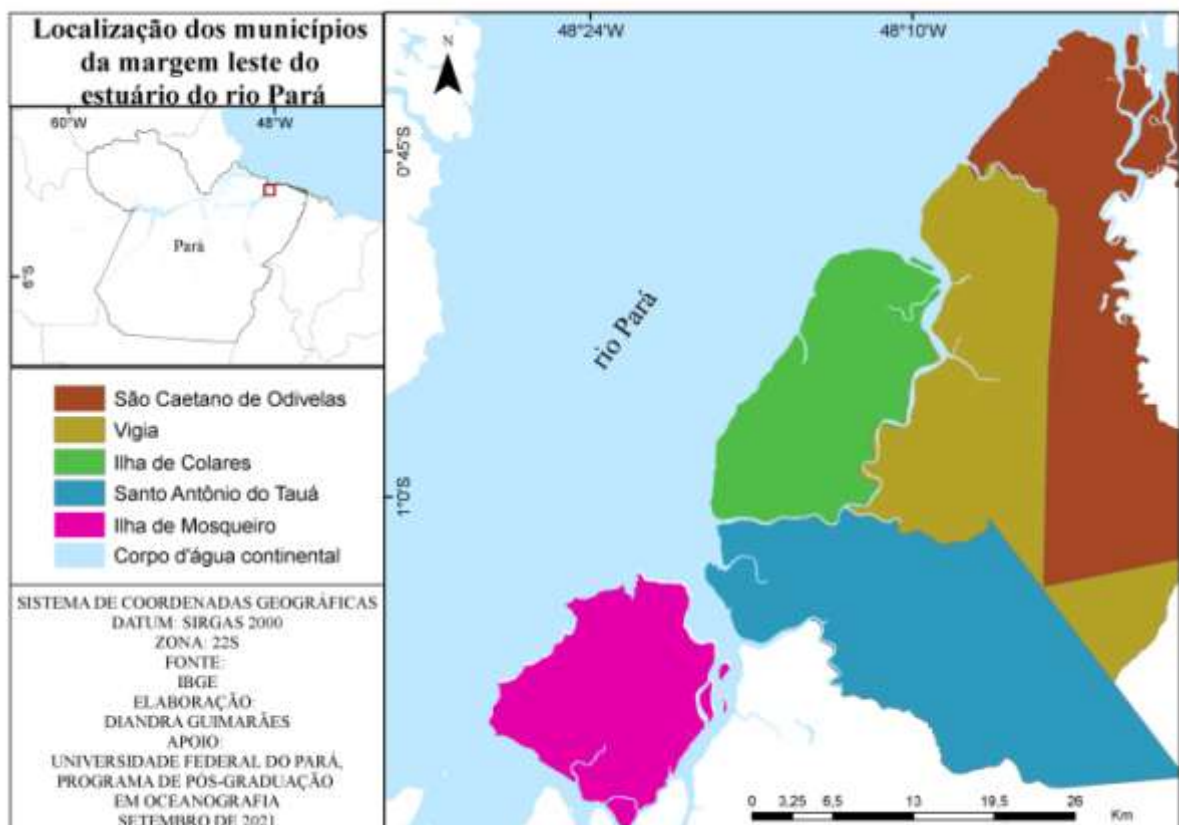 Localização dos municípios
da margem leste do
estuário do rio Pará
60°W
48°W
6°S
Pará
São Caetano de Odivelas
Vigia
Ilha de Colares
Santo Antônio do Tauá
Ilha de Mosqueiro
Corpo d'água continental
SISTEMA DE COORDENADAS GEOGRÁFICAS
DATUM: SIRGAS 2000
ZONA: 22S
FONTE:
IBGE
ELABORAÇÃO:
DIANDRA GUIMARÃES
APOIO:
UNIVERSIDADE FEDERAL DO PARÁ,
PROGRAMA DE PÓS-GRADUAÇÃO
EM OCEANOGRAFIA
SETEMBRO DE 2021
48°24'W
48°10'W
N
0°45'S
1°0'S
rio Pará
0 3,25 6,5 13 19,5 26
Km